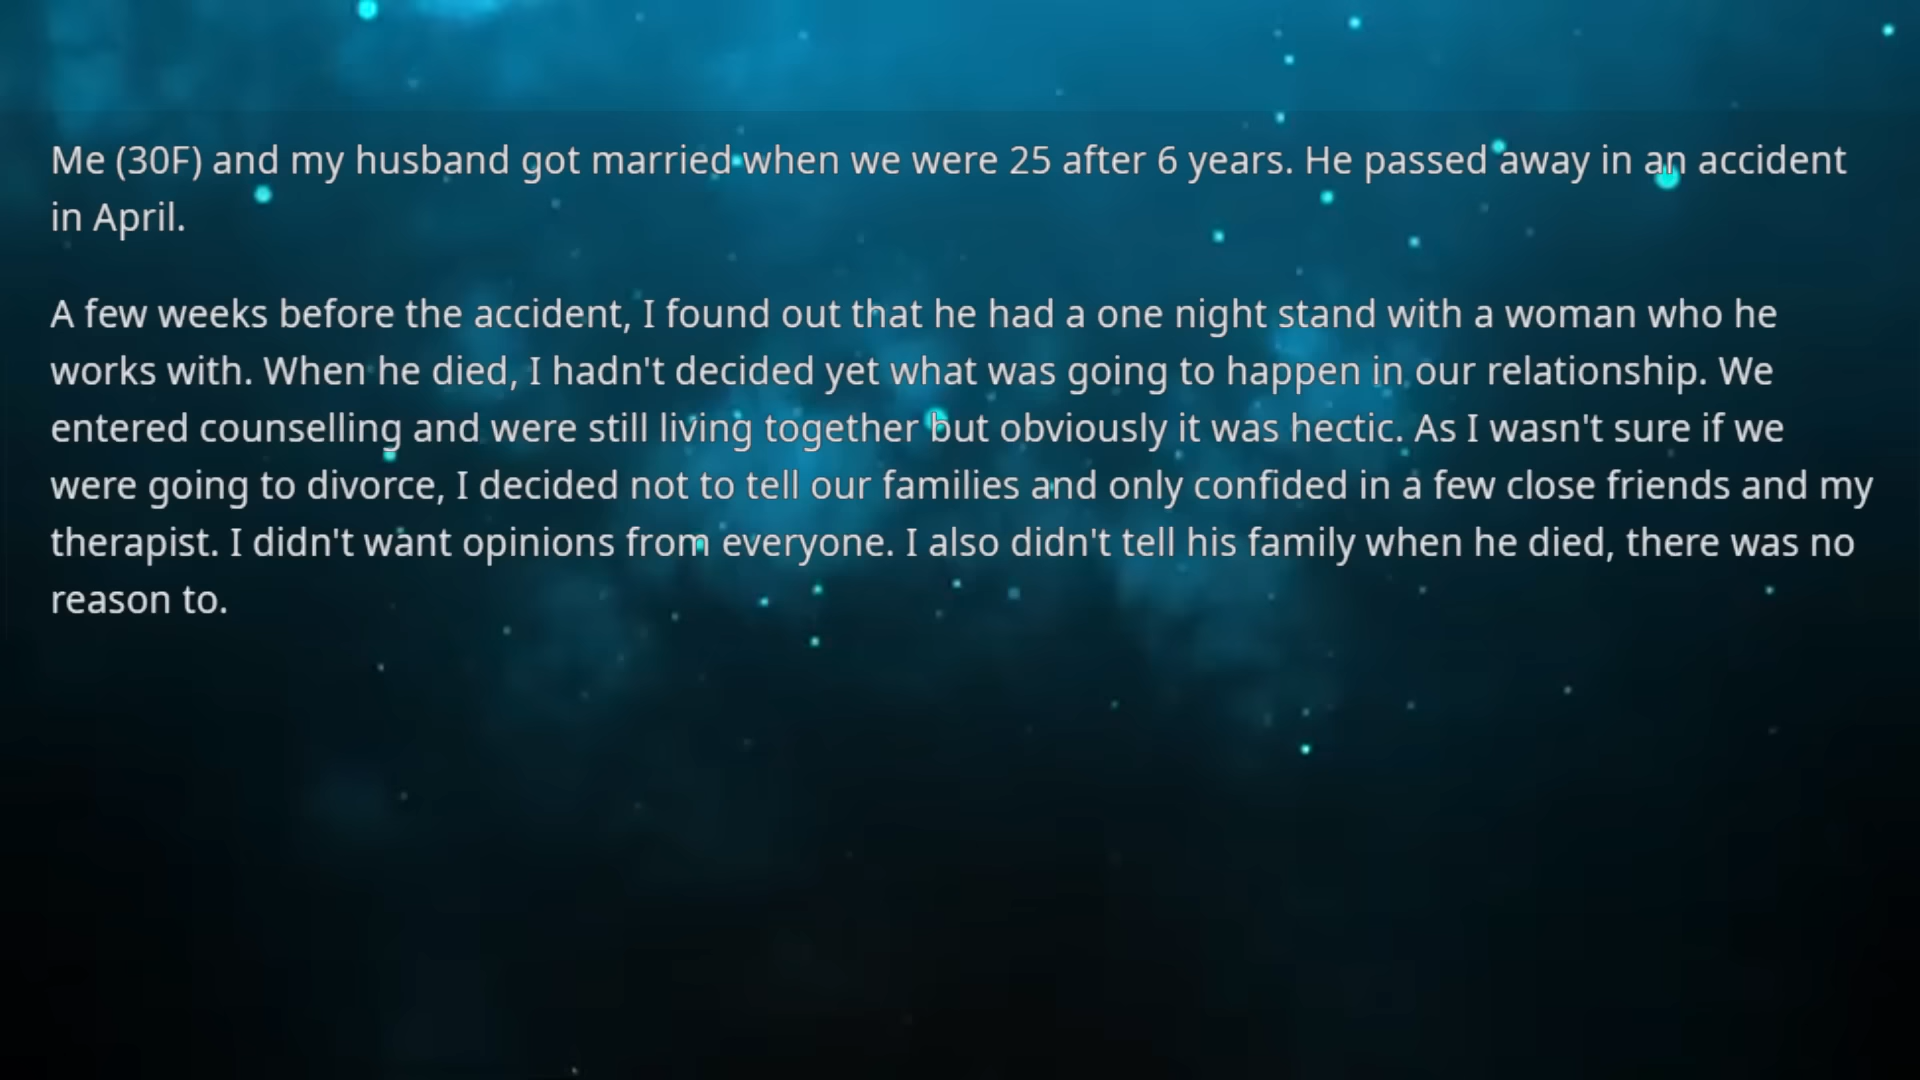 Me (30F) and my husband got married when we were 25 after 6 years. He passed away in an accident
in April.
A few weeks before the accident, I found out that he had a one night stand with a woman who he
works with. When he died, I hadn't decided yet what was going to happen in our relationship. We
entered counselling and were still living together but obviously it was hectic. As I wasn't sure if we
were going to divorce, I decided not to tell our families and only confided in a few close friends and my
therapist. I didn't want opinions from everyone. I also didn't tell his family when he died, there was no
reason to.